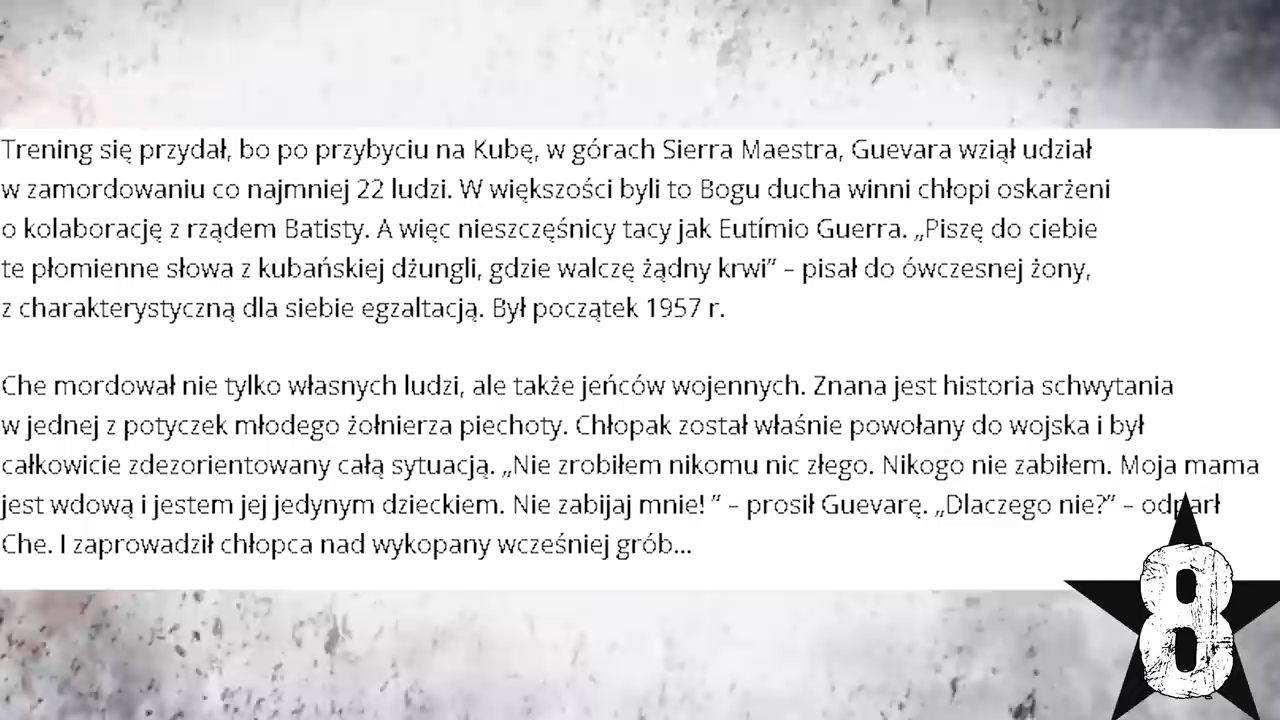 Trening się przydał, bo po przybyciu na Kubę, w górach Sierra Maestra, Guevara wziął udział
w zamordowaniu co najmniej 22 ludzi. W większości byli to Bogu ducha winni chłopi oskarżeni
o kolaborację z rządem Batisty. A więc nieszczęśnicy tacy jak Eutímio Guerra. „Piszę do ciebie
te płomienne słowa z kubańskiej dżungli, gdzie walczę żądny krwi” – pisał do ówczesnej żony,
z charakterystyczną dla siebie egzaltacją. Był początek 1957 r.
Che mordował nie tylko własnych ludzi, ale także jeńców wojennych. Znana jest historia schwytania
w jednej z potyczek młodego żołnierza piechoty. Chłopak został właśnie powołany do wojska i był
całkowicie zdezorientowany całą sytuacją. „Nie zrobiłem nikomu nic złego. Nikogo nie zabiłem. Moja mama
jest wdową i jestem jej jedynym dzieckiem. Nie zabijaj mnie! ” – prosił Guevarę. „Dlaczego nie?” – odparł
Che. I zaprowadził chłopca nad wykopany wcześniej grób...
8